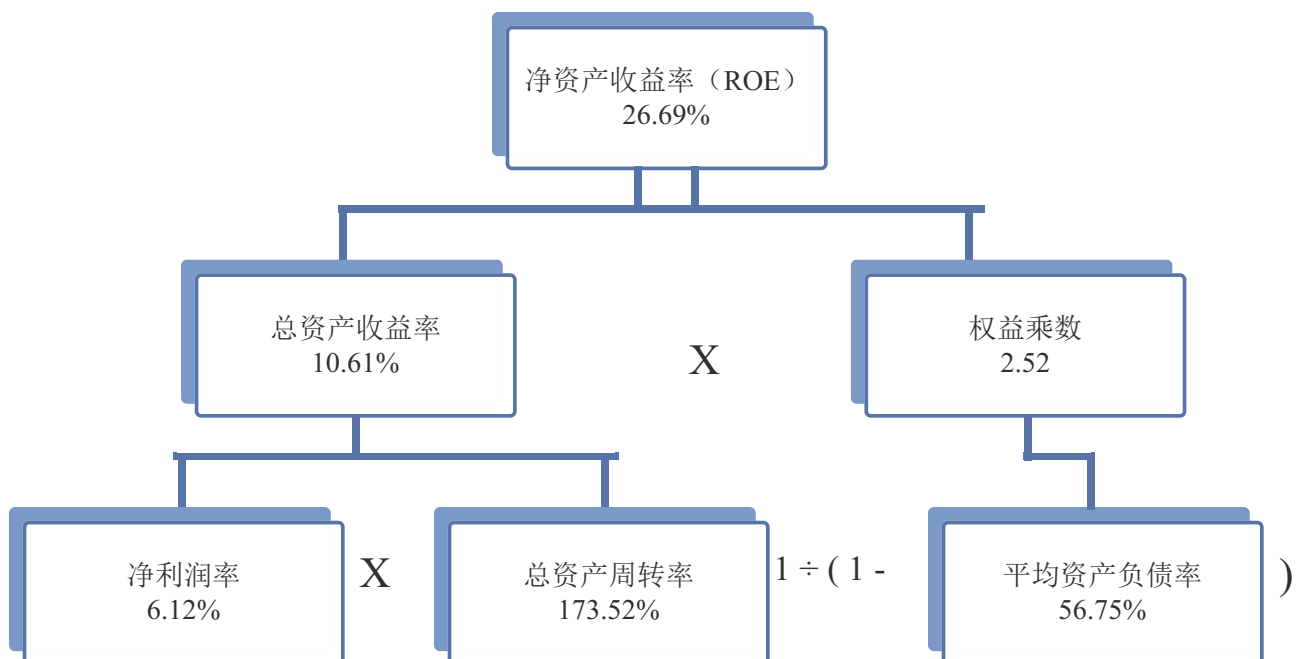 净资产收益率（ROE）
26.69%
总资产收益率
10.61%
X
权益乘数
2.52
净利润率
6.12%
X
总资产周转率
173.52%
1 ÷ ( 1 -
平均资产负债率
56.75%
)